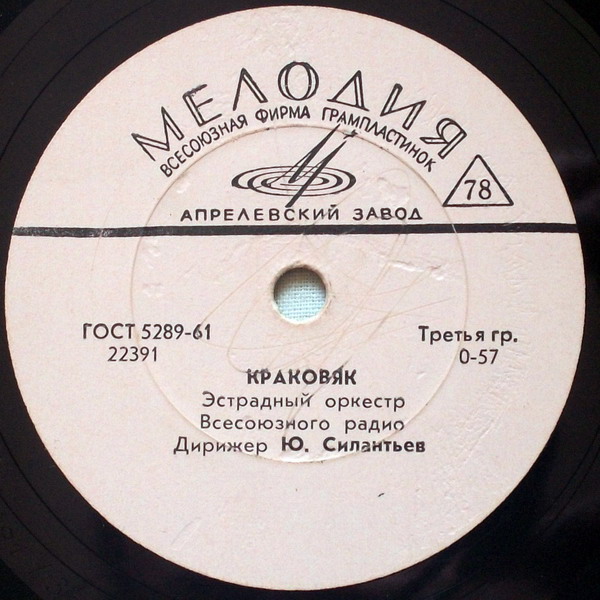 МЕЛОДИЯ
ВСЕСОЮЗНАЯ ФИРМА ГРАМПЛАСТИНОК
78
АПРЕЛЕВСКИЙ ЗАВОД
ГОСТ 5289-61
22391
Третья гр.
0-57
КРАКОВЯК
Эстрадный оркестр
Всесоюзного радио
Дирижер Ю. Силантьев